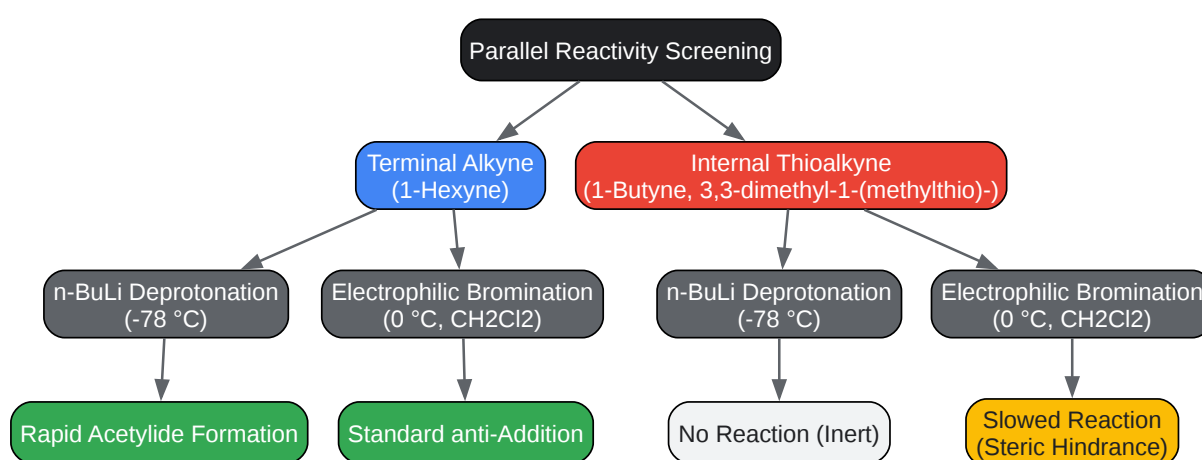 Parallel Reactivity Screening
Terminal Alkyne
(1-Hexyne)
Internal Thioalkyne
(1-Butyne, 3,3-dimethyl-1-(methylthio)-)
n-BuLi Deprotonation
(-78 °C)
Electrophilic Bromination
(0 °C, CH2Cl2)
n-BuLi Deprotonation
(-78 °C)
Electrophilic Bromination
(0 °C, CH2Cl2)
Rapid Acetylide Formation
Standard anti-Addition
No Reaction (Inert)
Slowed Reaction
(Steric Hindrance)